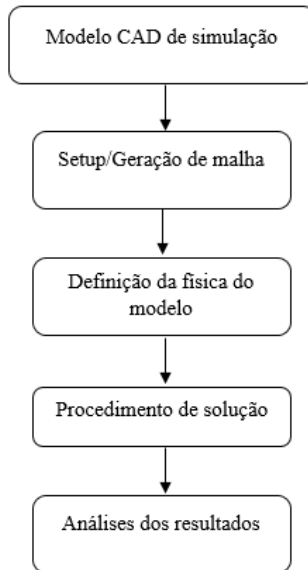 Modelo CAD de simulação
Setup/Geração de malha
Definição da física do
modelo
Procedimento de solução
Análises dos resultados